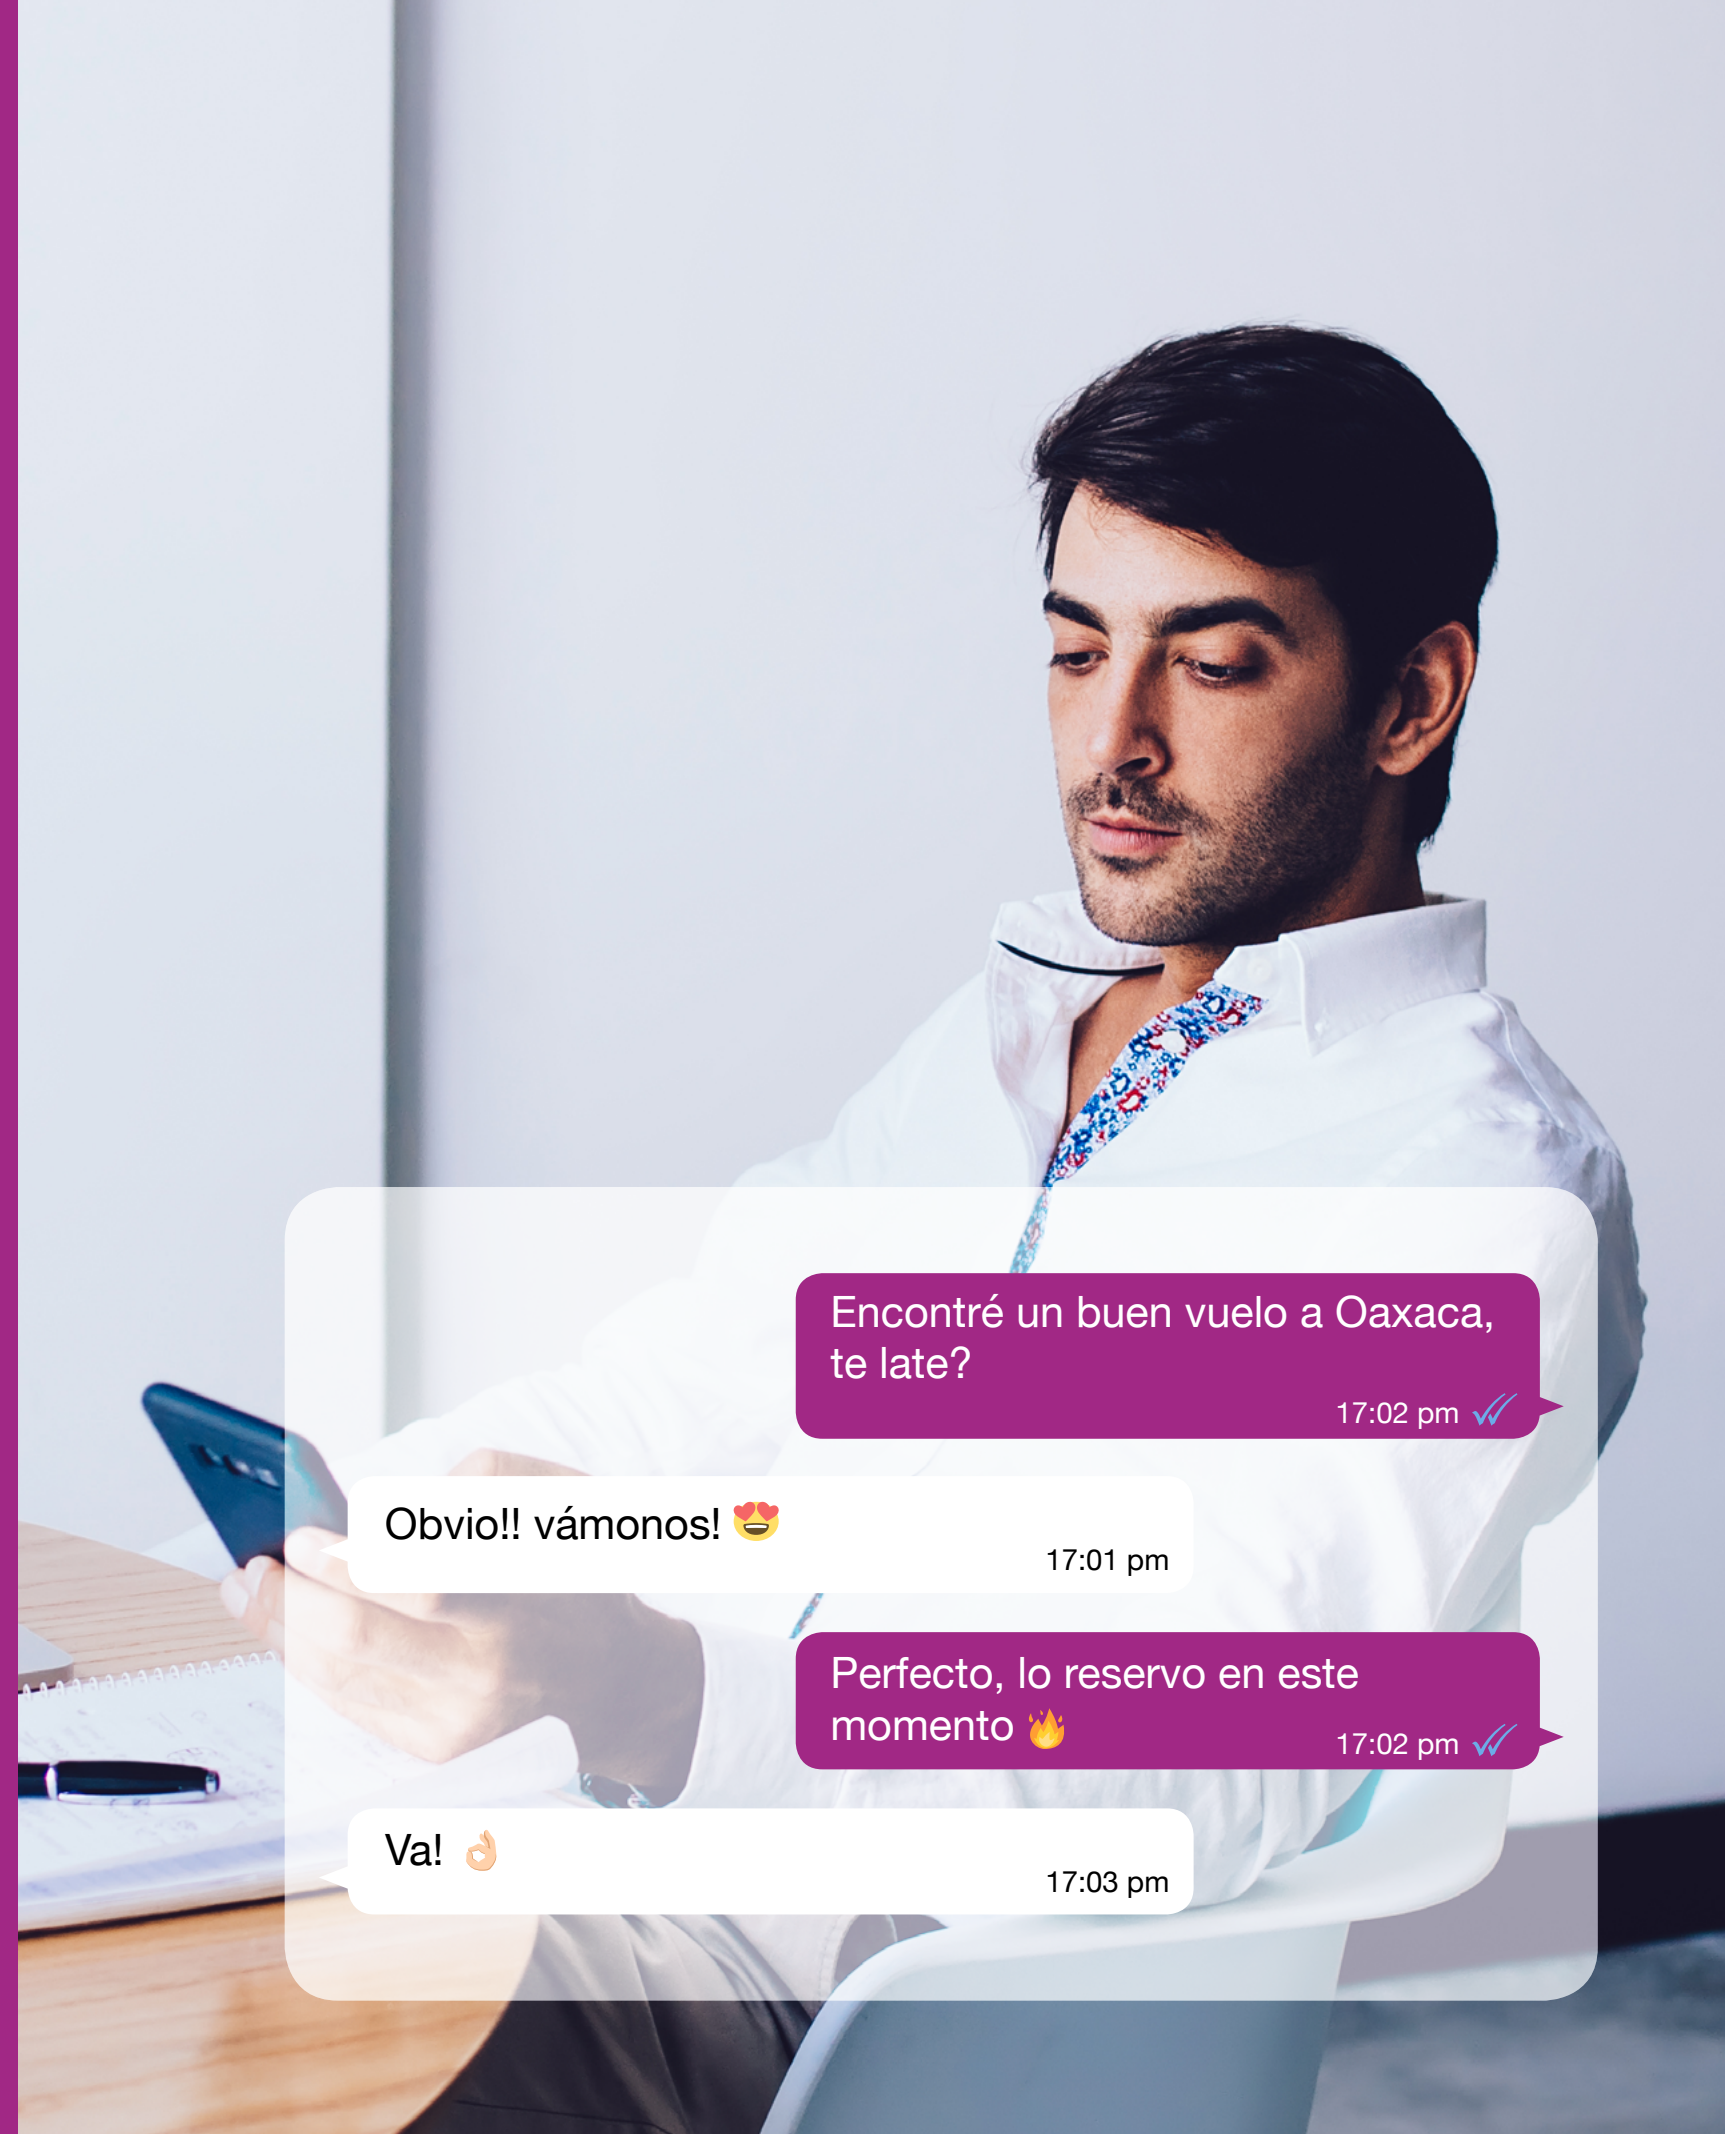 Encontré un buen vuelo a Oaxaca,
te late?
17:02 pm
Obvio!! vámonos! 😍
17:01 pm
Perfecto, lo reservo en este
momento 🔥
17:02 pm
Va! 👌🏻
17:03 pm